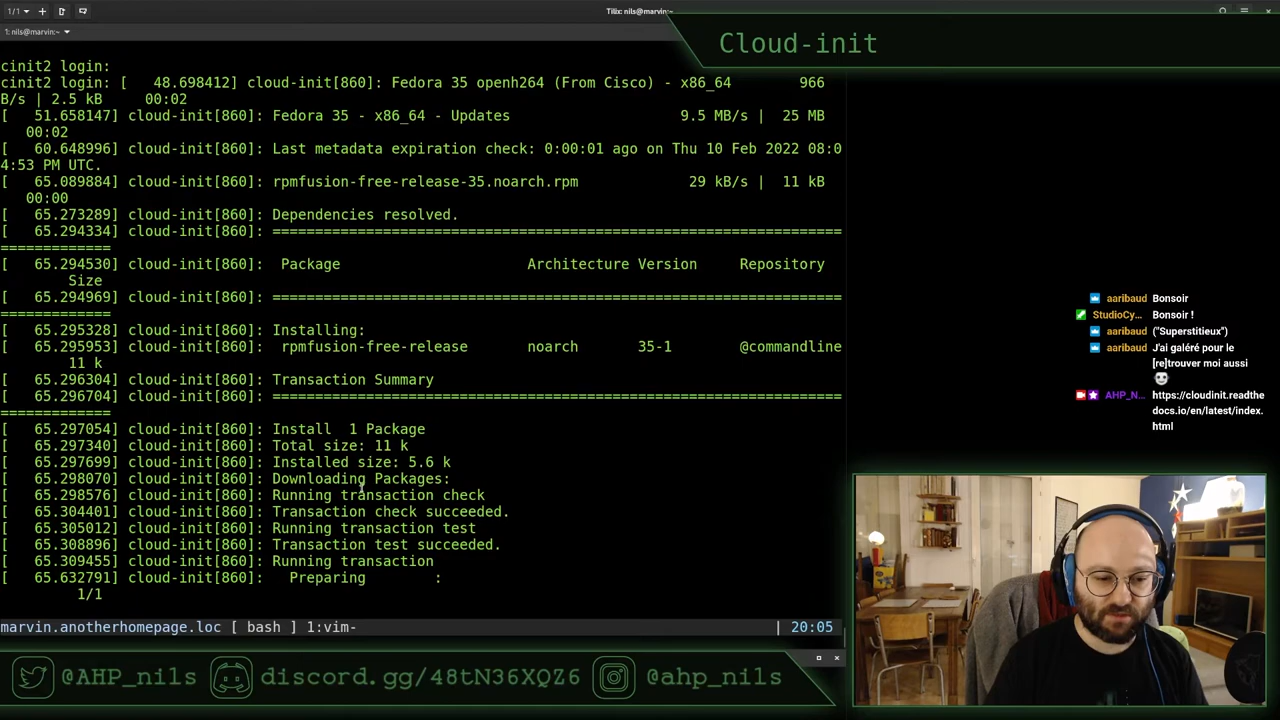 1/1
Tilix: nils@marvin:~
1: nils@marvin:~
Cloud-init
cinit2 login:
cinit2 login: [   48.698412] cloud-init[860]: Fedora 35 openh264 (From Cisco) - x86_64        966
B/s | 2.5 kB     00:02
[   51.658147] cloud-init[860]: Fedora 35 - x86_64 - Updates                    9.5 MB/s |  25 MB
   00:02
[   60.648996] cloud-init[860]: Last metadata expiration check: 0:00:01 ago on Thu 10 Feb 2022 08:0
4:53 PM UTC.
[   65.089884] cloud-init[860]: rpmfusion-free-release-35.noarch.rpm             29 kB/s |  11 kB
   00:00
[   65.273289] cloud-init[860]: Dependencies resolved.
[   65.294334] cloud-init[860]: ===================================================================
=============
[   65.294530] cloud-init[860]:  Package                      Architecture Version     Repository
        Size
[   65.294969] cloud-init[860]: ===================================================================
=============
[   65.295328] cloud-init[860]: Installing:
[   65.295953] cloud-init[860]:  rpmfusion-free-release       noarch       35-1        @commandline
        11 k
[   65.296304] cloud-init[860]: Transaction Summary
[   65.296704] cloud-init[860]: ===================================================================
=============
[   65.297054] cloud-init[860]: Install  1 Package
[   65.297340] cloud-init[860]: Total size: 11 k
[   65.297699] cloud-init[860]: Installed size: 5.6 k
[   65.298070] cloud-init[860]: Downloading Packages:
[   65.298576] cloud-init[860]: Running transaction check
[   65.304401] cloud-init[860]: Transaction check succeeded.
[   65.305012] cloud-init[860]: Running transaction test
[   65.308896] cloud-init[860]: Transaction test succeeded.
[   65.309455] cloud-init[860]: Running transaction
[   65.632791] cloud-init[860]:   Preparing        :
         1/1
marvin.anotherhomepage.loc [ bash ] 1:vim-                                                 | 20:05
aaribaud Bonsoir
StudioCy... Bonsoir !
aaribaud ("Superstitieux")
aaribaud J'ai galéré pour le
[re]trouver moi aussi
AHP_N... https://cloudinit.readthe
docs.io/en/latest/index.
html
@AHP_nils discord.gg/48tN36XQZ6 @ahp_nils